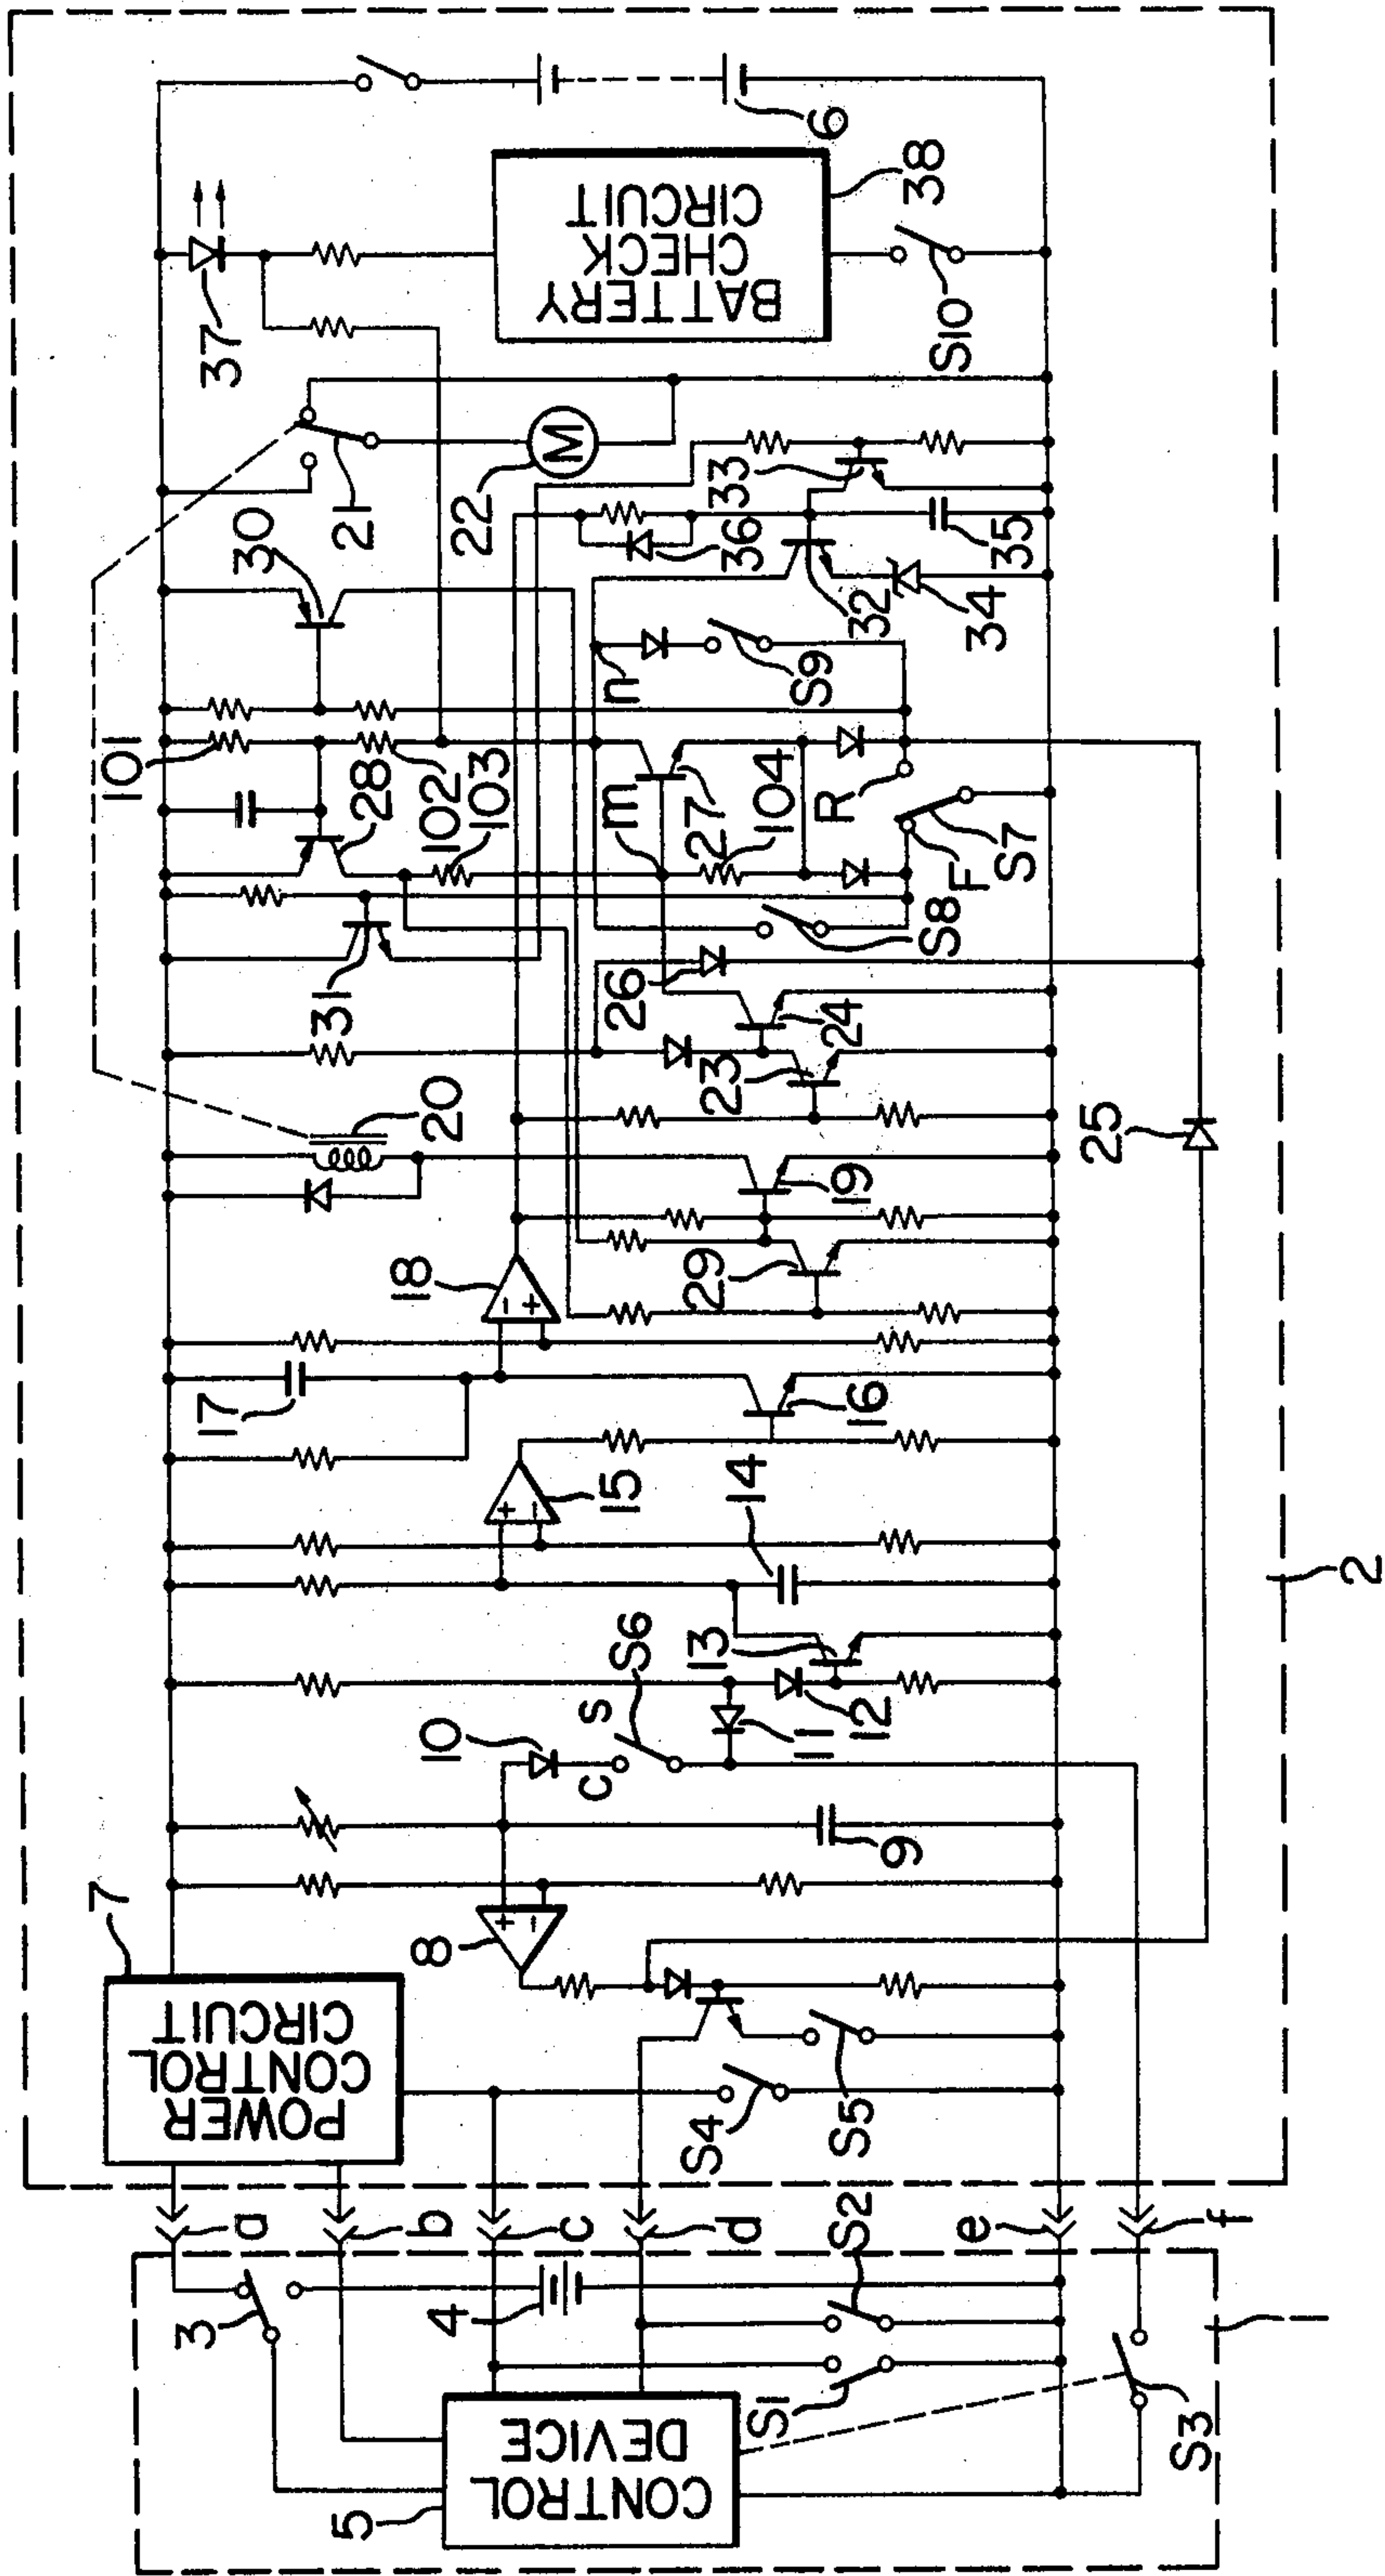 7
POWER
CONTROL
CIRCUIT
17
18
20
31
28
101
30
21
37
102
103
22
BATTERY
CHECK
CIRCUIT
38
6
8
10
C
S
S6
11
12
13
14
15
16
29
19
23
24
26
m
27
104
n
S9
36
33
32
34
35
S10
9
S4
S5
S8
F
R
S7
25
2
a
b
c
d
e
f
3
4
S2
S1
S3
5
CONTROL
DEVICE
M
+
−
+
−
−
+
1